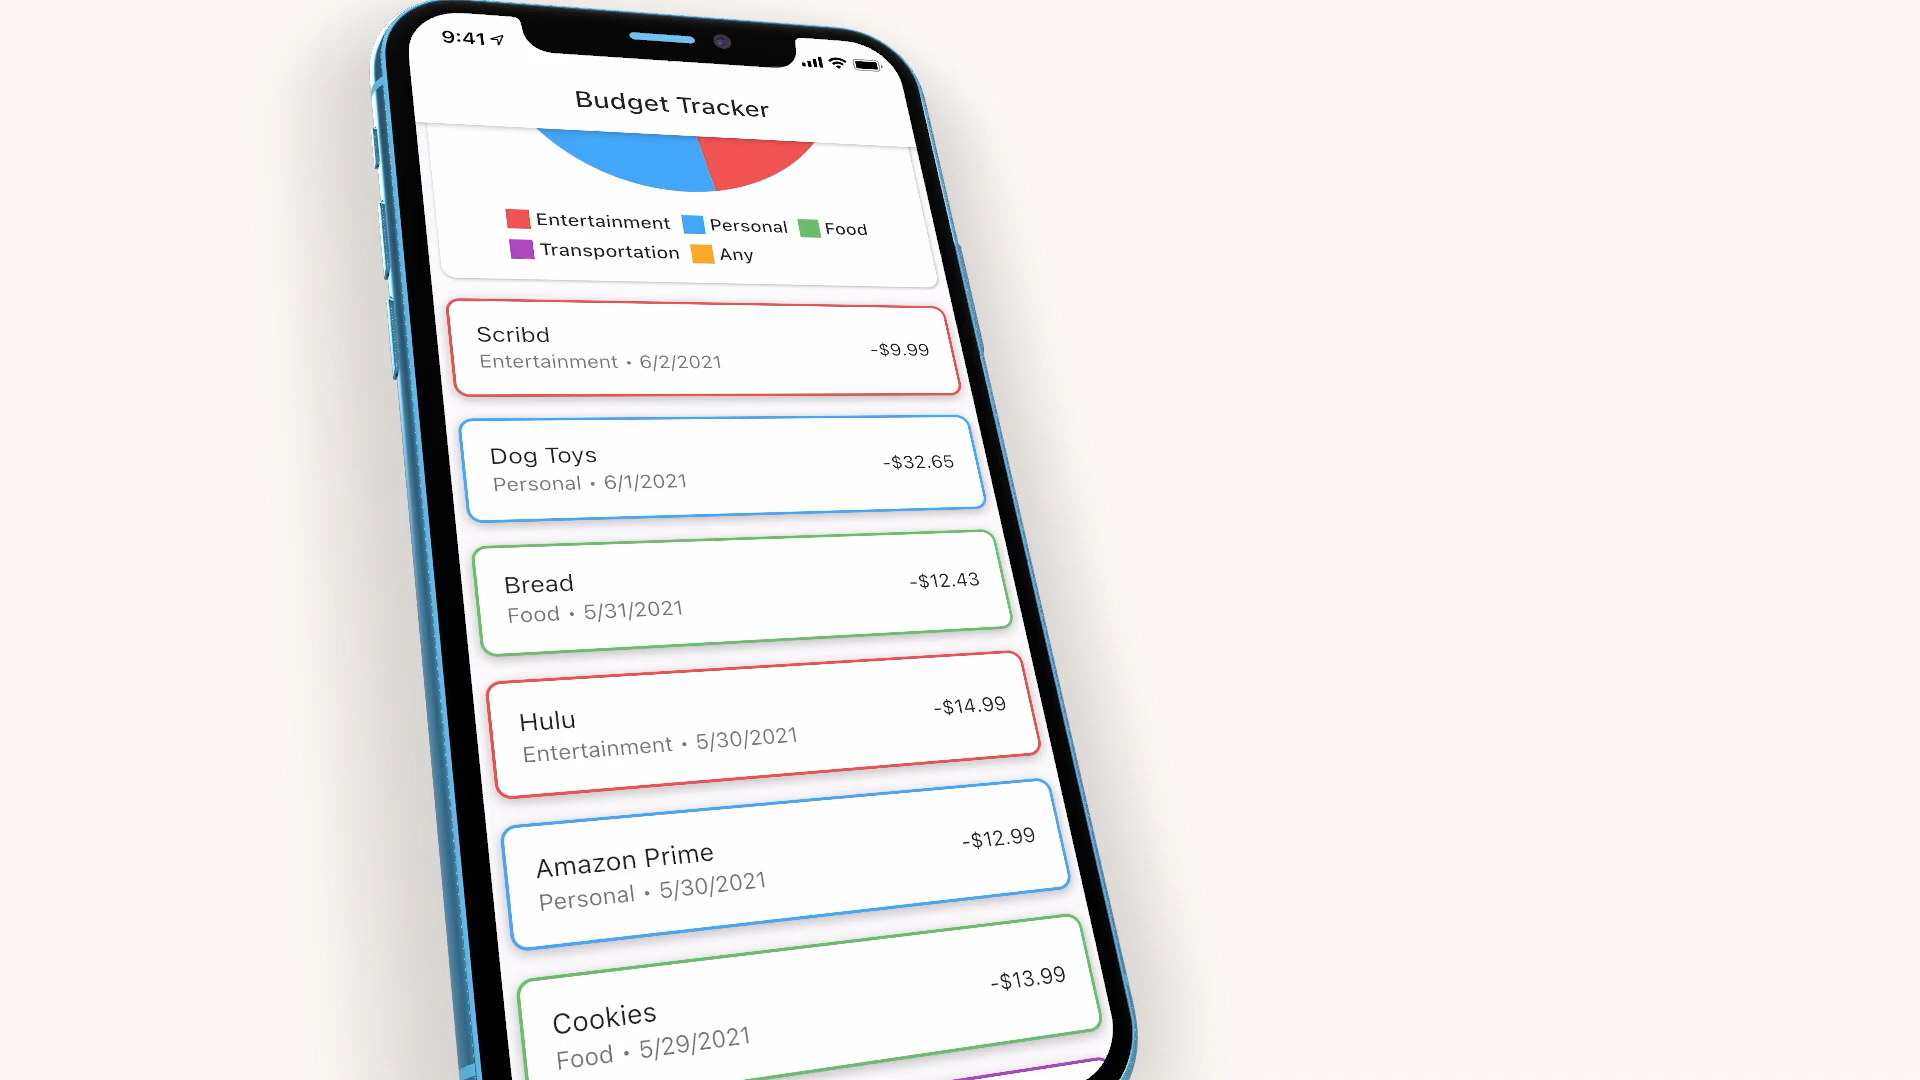 9:41
Budget Tracker
Entertainment Personal Food
Transportation Any
Scribd
Entertainment • 6/2/2021
-$9.99
Dog Toys
Personal • 6/1/2021
-$32.65
Bread
Food • 5/31/2021
-$12.43
Hulu
Entertainment • 5/30/2021
-$14.99
Amazon Prime
Personal • 5/30/2021
-$12.99
Cookies
Food • 5/29/2021
-$13.99